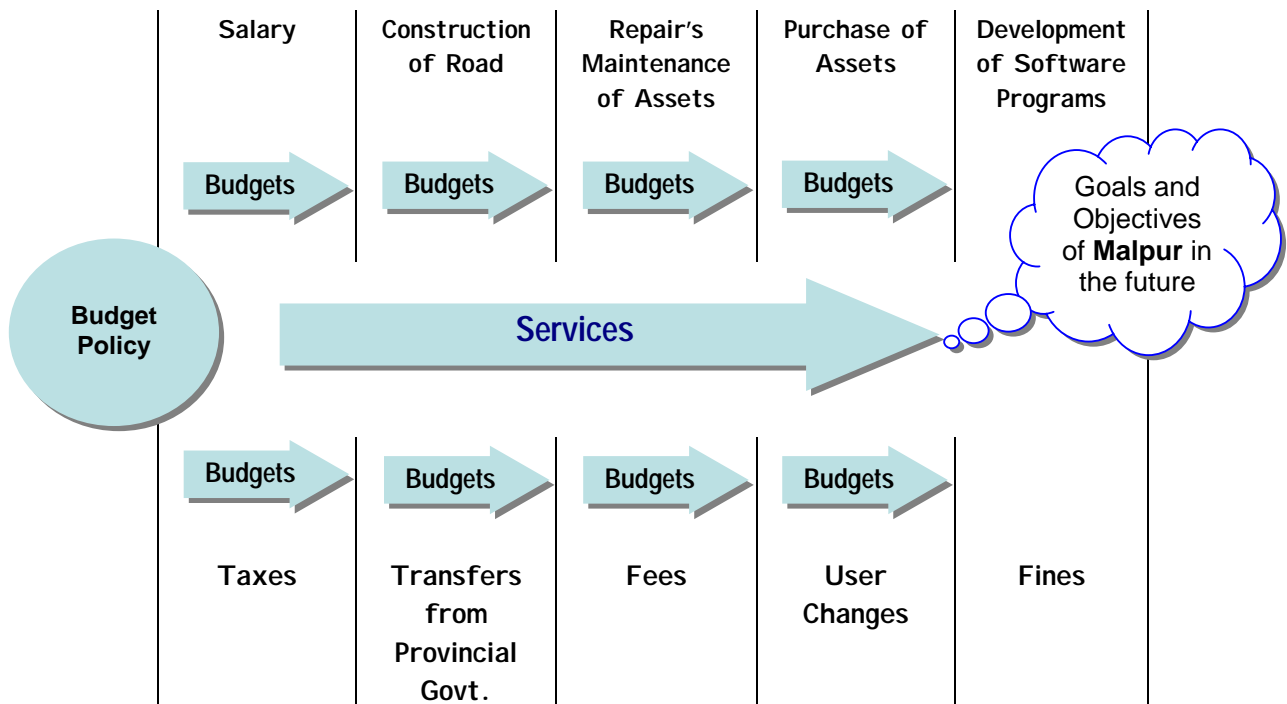 Salary
Construction
of Road
Repair's
Maintenance
of Assets
Purchase of
Assets
Development
of Software
Programs
Budgets
Budgets
Budgets
Budgets
Goals and
Objectives
of Malpur in
the future
Budget
Policy
Services
Budgets
Budgets
Budgets
Budgets
Taxes
Transfers
from
Provincial
Govt.
Fees
User
Changes
Fines